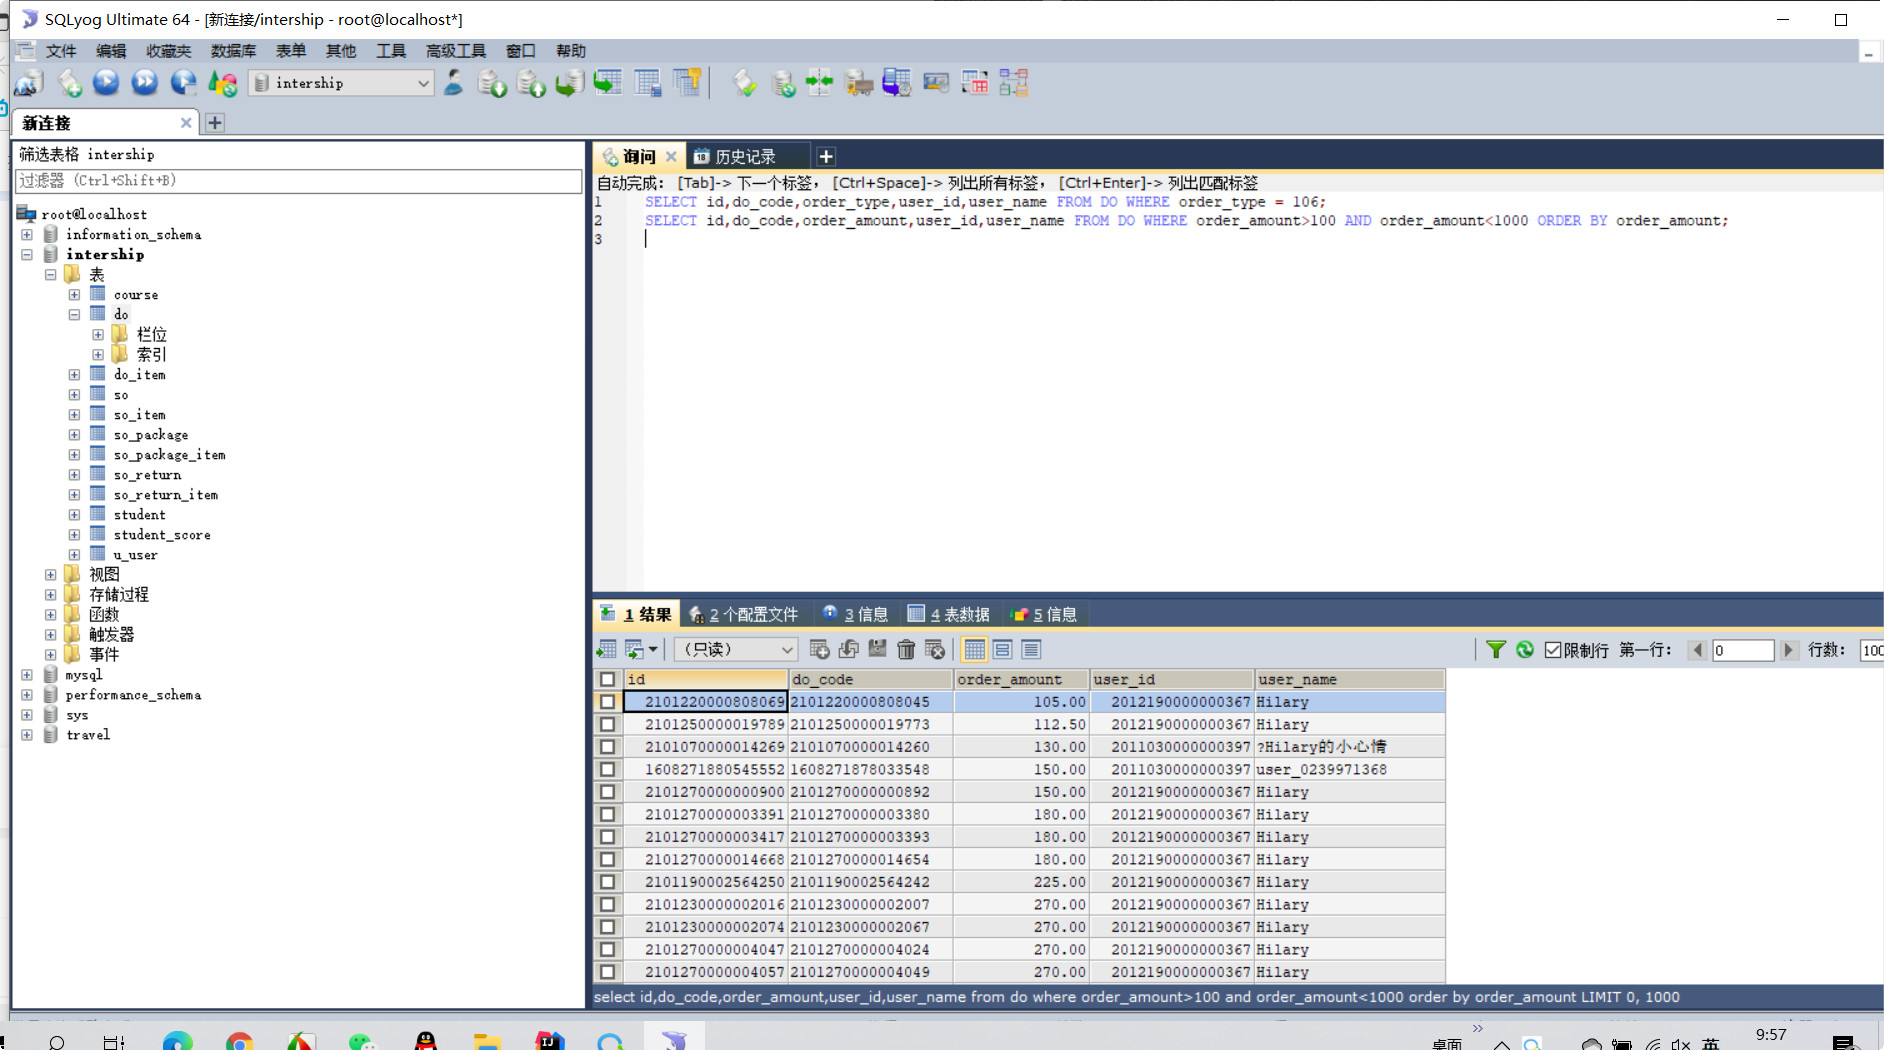 SQLyog Ultimate 64 - [新连接/intership - root@localhost*]
文件 编辑 收藏夹 数据库 表单 其他 工具 高级工具 窗口 帮助
intership
新连接
筛选表格 intership
过滤器 (Ctrl+Shift+B)
root@localhost
information_schema
intership
表
course
do
栏位
索引
do_item
so
so_item
so_package
so_package_item
so_return
so_return_item
student
student_score
u_user
视图
存储过程
函数
触发器
事件
mysql
performance_schema
sys
travel
询问 18 历史记录
自动完成: [Tab]-> 下一个标签, [Ctrl+Space]-> 列出所有标签, [Ctrl+Enter]-> 列出匹配标签
1 SELECT id,do_code,order_type,user_id,user_name FROM DO WHERE order_type = 106;
2 SELECT id,do_code,order_amount,user_id,user_name FROM DO WHERE order_amount>100 AND order_amount<1000 ORDER BY order_amount;
3
1 结果 2 个配置文件 3 信息 4 表数据 5 信息
(只读) 限制行 第一行: 0 行数: 100
id do_code order_amount user_id user_name
2101220000808069 2101220000808045 105.00 2012190000000367 Hilary
2101250000019789 2101250000019773 112.50 2012190000000367 Hilary
2101070000014269 2101070000014260 130.00 2011030000000397 ?Hilary的小心情
1608271880545552 1608271878033548 150.00 2011030000000397 user_0239971368
2101270000000900 2101270000000892 150.00 2012190000000367 Hilary
2101270000003391 2101270000003380 180.00 2012190000000367 Hilary
2101270000003417 2101270000003393 180.00 2012190000000367 Hilary
2101270000014668 2101270000014654 180.00 2012190000000367 Hilary
2101190002564250 2101190002564242 225.00 2012190000000367 Hilary
2101230000002016 2101230000002007 270.00 2012190000000367 Hilary
2101230000002074 2101230000002067 270.00 2012190000000367 Hilary
2101270000004047 2101270000004024 270.00 2012190000000367 Hilary
2101270000004057 2101270000004049 270.00 2012190000000367 Hilary
select id,do_code,order_amount,user_id,user_name from do where order_amount>100 and order_amount<1000 order by order_amount LIMIT 0, 1000
IJ 桌面 英 9:57